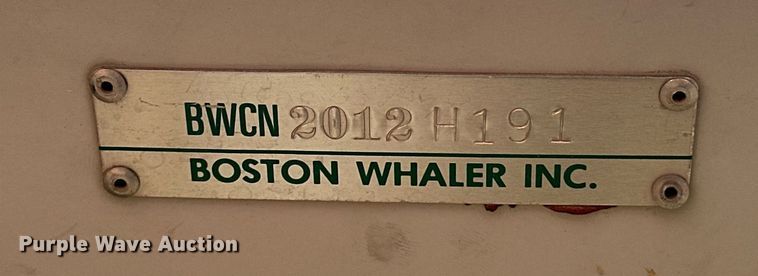 BWCN 2012 H191
BOSTON WHALER INC.
Purple Wave Auction